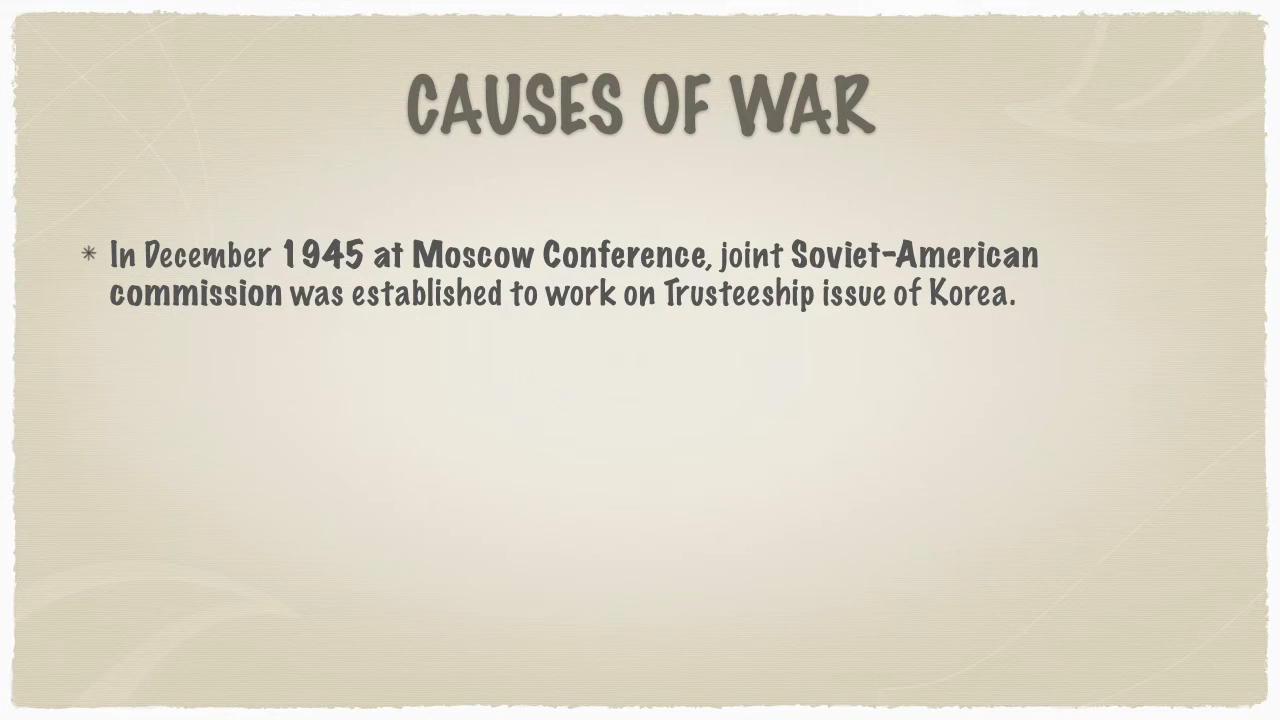 CAUSES OF WAR
In December 1945 at Moscow Conference, joint Soviet-American
commission was established to work on Trusteeship issue of Korea.